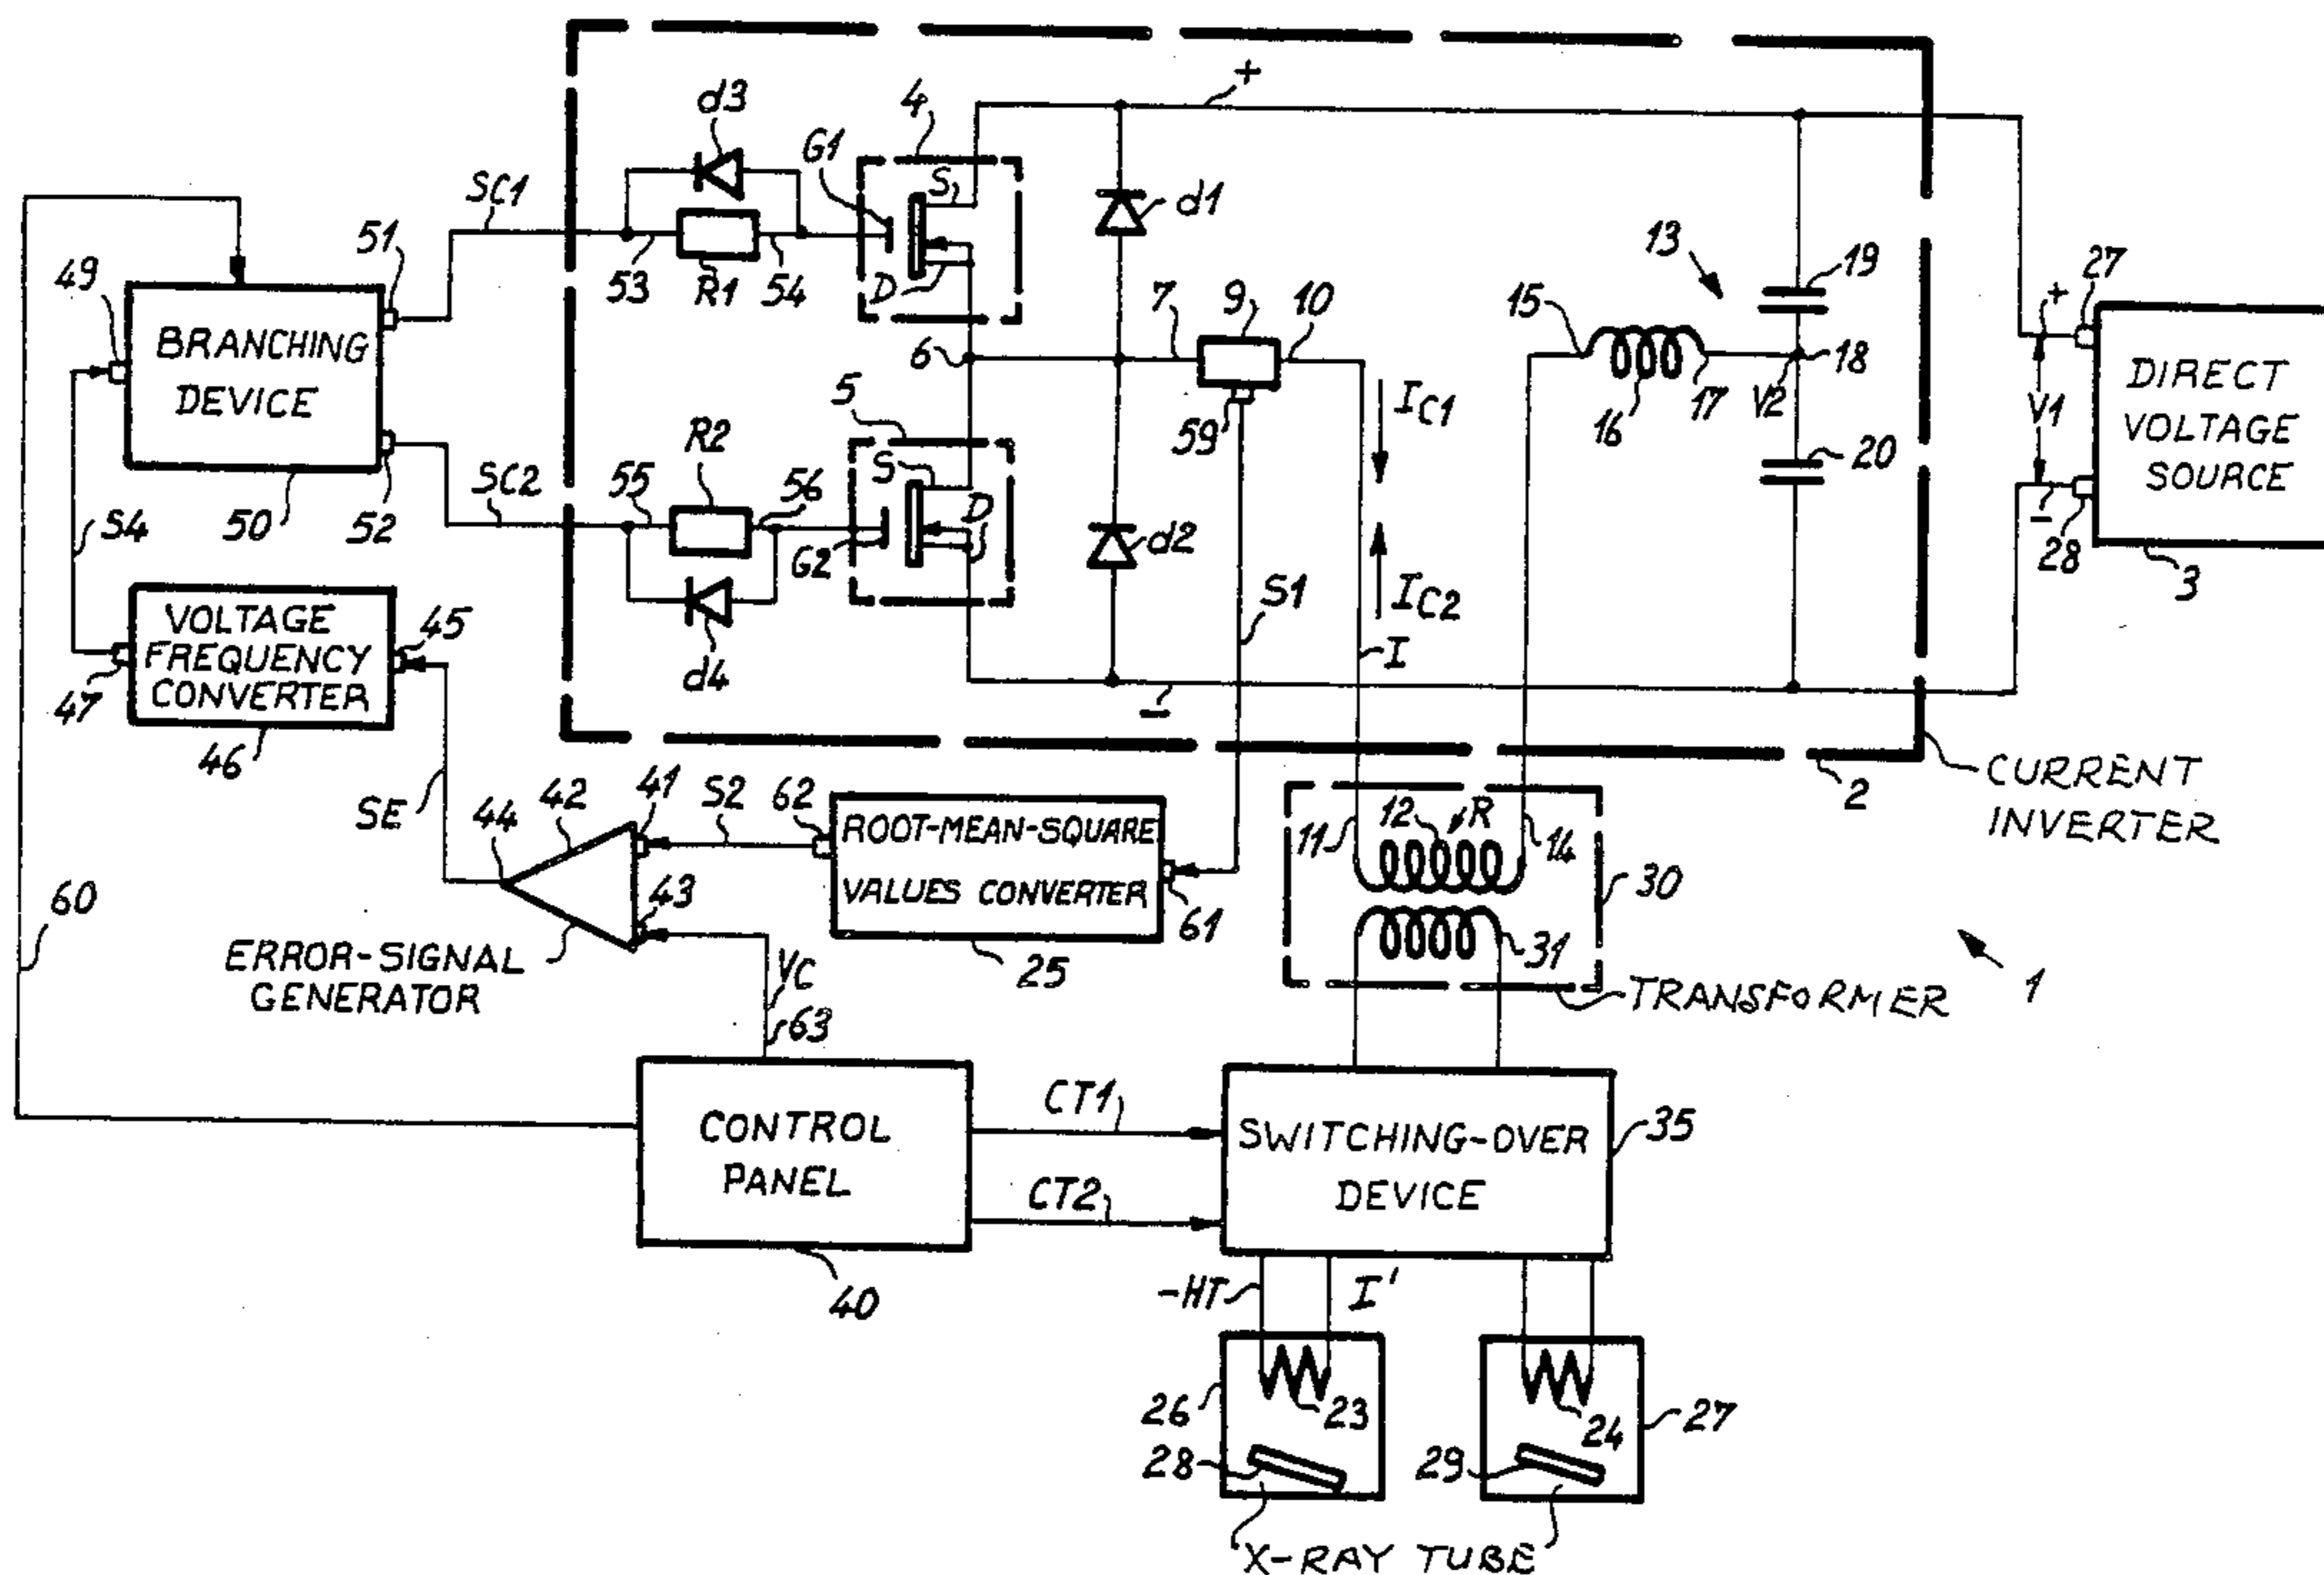 +
d3
4
G1
S
SC1
d1
51
13
19
27
49
53
R1
54
D
7
9
10
15
+
BRANCHING
DEVICE
6
18
DIRECT
VOLTAGE
SOURCE
V1
16
17
V2
5
59
IC1
R2
S
20
SC2
55
56
D
S4
50
52
G2
d2
-
28
3
VOLTAGE
FREQUENCY
CONVERTER
45
S1
IC2
I
d4
47
-
46
2
CURRENT
INVERTER
SE
44
42
41
S2
62
ROOT-MEAN-SQUARE
VALUES CONVERTER
11
12
R
14
30
60
43
61
31
ERROR-SIGNAL
GENERATOR
VC
25
TRANSFORMER
1
63
CONTROL
PANEL
CT1
SWITCHING-OVER
DEVICE
35
CT2
40
-HT
I'
26
23
24
27
28
29
X-RAY TUBE